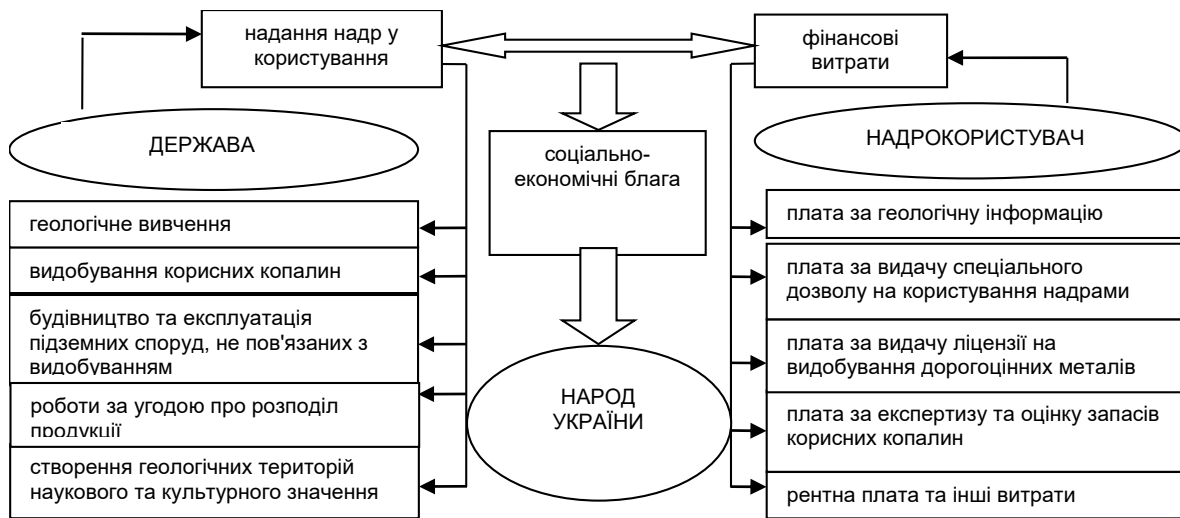 надання надр у
користування
фінансові
витрати
ДЕРЖАВА
НАДРОКОРИСТУВАЧ
соціально-
економічні блага
геологічне вивчення
видобування корисних копалин
будівництво та експлуатація
підземних споруд, не пов'язаних з
видобуванням
роботи за угодою про розподіл
продукції
створення геологічних територій
наукового та культурного значення
НАРОД
УКРАЇНИ
плата за геологічну інформацію
плата за видачу спеціального
дозволу на користування надрами
плата за видачу ліцензії на
видобування дорогоцінних металів
плата за експертизу та оцінку запасів
корисних копалин
рентна плата та інші витрати